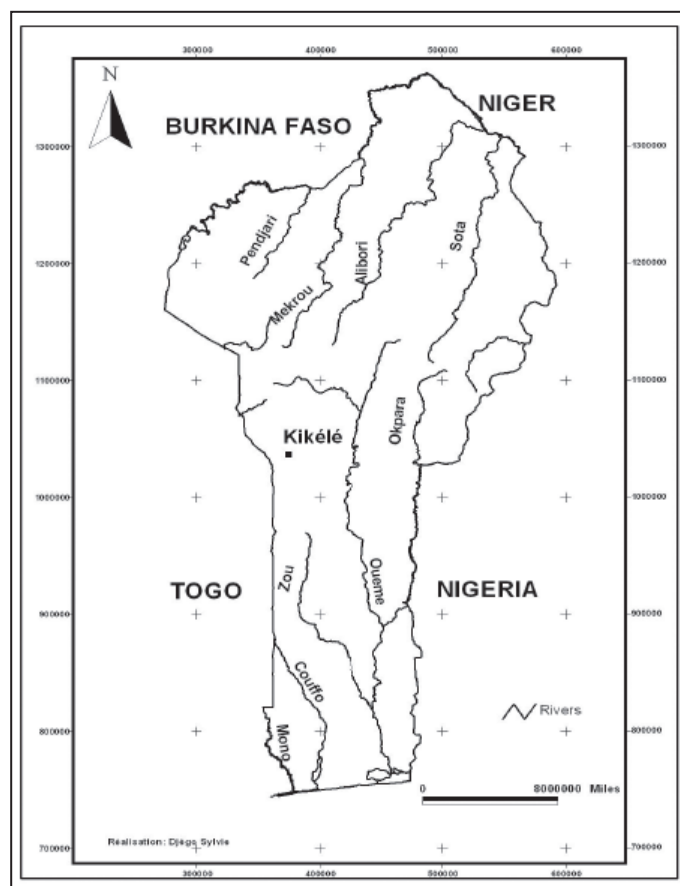 300000 400000 500000 600000
N
NIGER
BURKINA FASO
1300000 1300000
Pendjari
Sota
Alibori
1200000 1200000
Mekrou
1100000 1100000
Okpara
Kikélé
1000000 1000000
Zou
Oueme
TOGO
NIGERIA
900000 900000
Couffo
Rivers
Mono
800000 800000
0 8000000 Miles
Réalisation: Djègo Sylvie
700000 700000
300000 400000 500000 600000